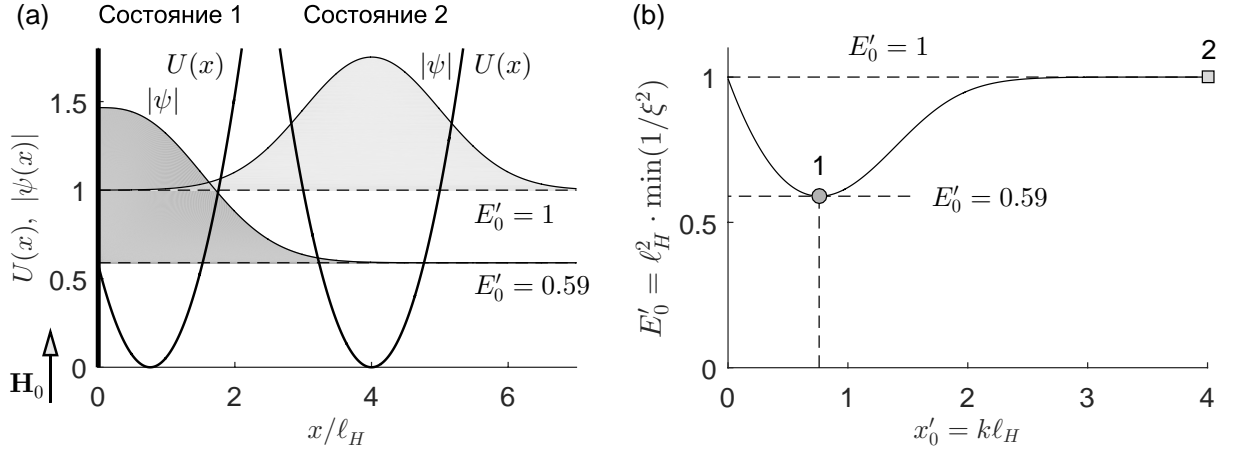 (a)
Состояние 1
Состояние 2
U(x)
|ψ|
|ψ|
U(x)
U(x), |ψ(x)|
1.5
1
0.5
0
E′₀ = 1
E′₀ = 0.59
H₀
0
2
4
6
x/ℓ_H
(b)
E′₀ = 1
2
1
E′₀ = 0.59
E′₀ = ℓ²_H · min(1/ξ²)
1
0.5
0
0
1
2
3
4
x′₀ = kℓ_H